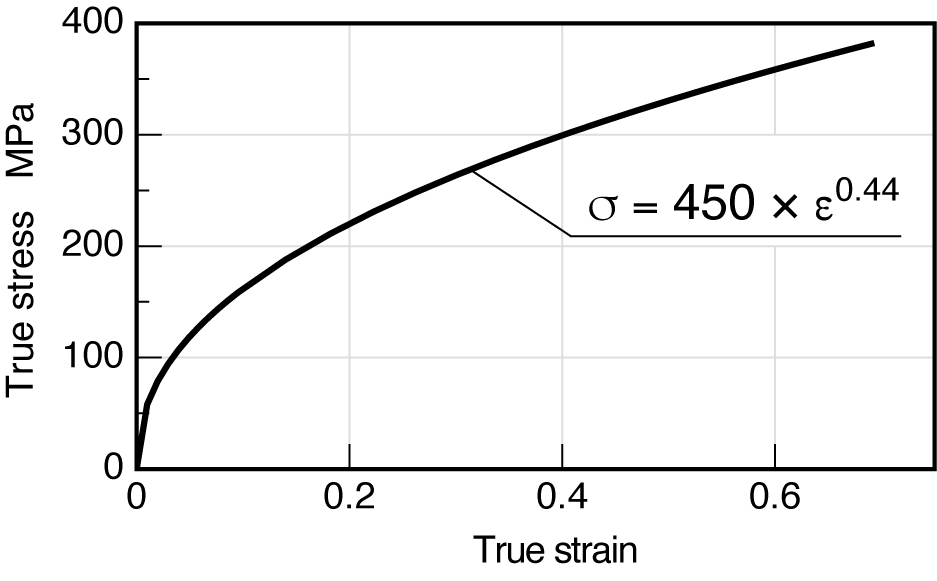 400
300
200
100
0
True stress MPa
σ = 450 × ε^0.44
0 0.2 0.4 0.6
True strain